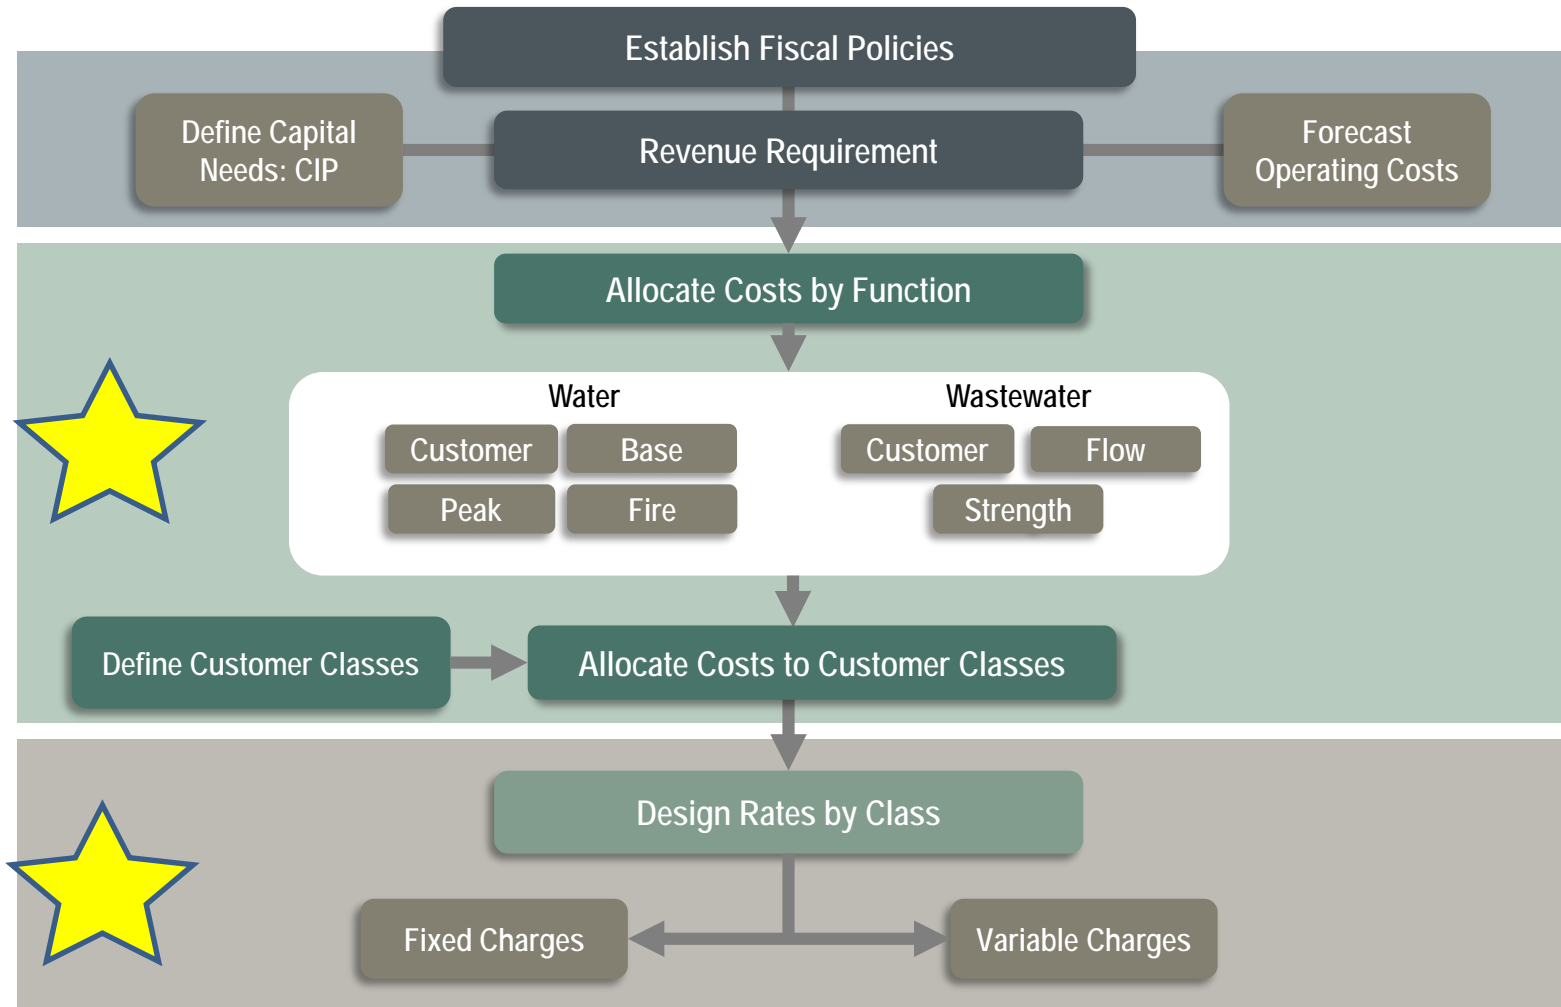 Establish Fiscal Policies
Define Capital
Needs: CIP
Revenue Requirement
Forecast
Operating Costs
Allocate Costs by Function
Water
Wastewater
Customer
Base
Customer
Flow
Peak
Fire
Strength
Define Customer Classes
Allocate Costs to Customer Classes
Design Rates by Class
Fixed Charges
Variable Charges